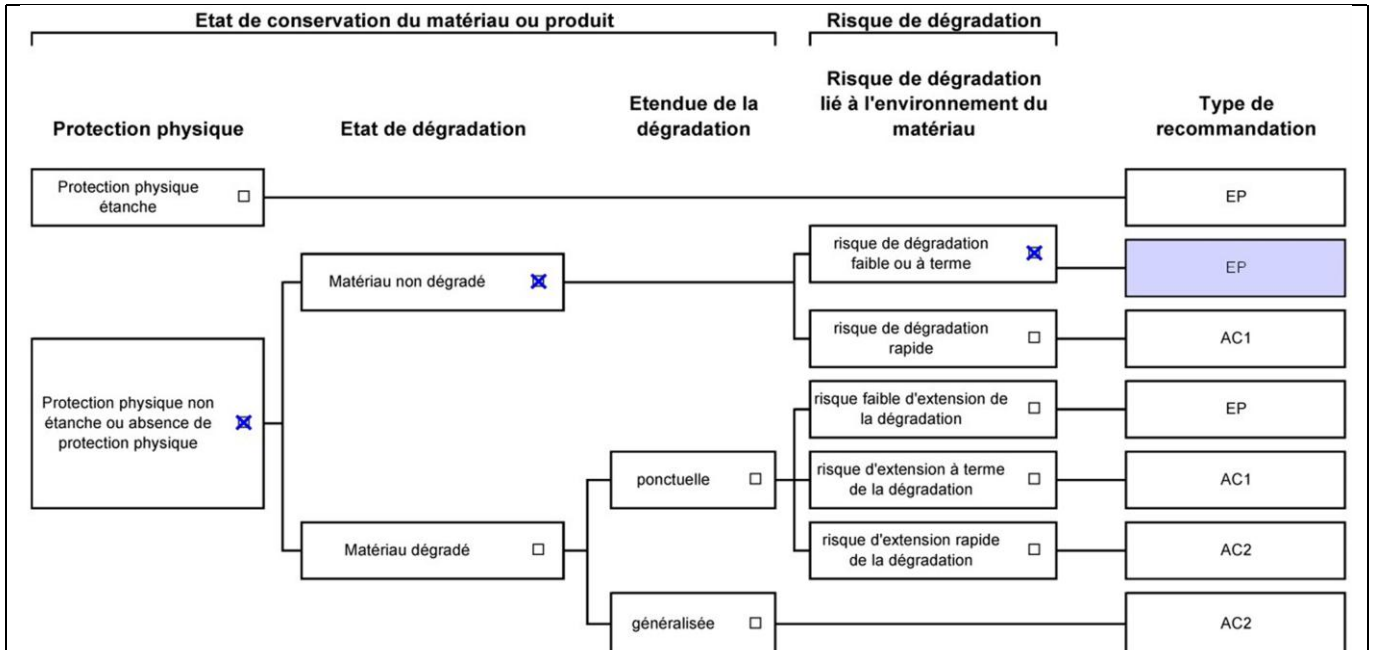 Etat de conservation du matériau ou produit
Risque de dégradation
Protection physique
Etat de dégradation
Etendue de la
dégradation
Risque de dégradation
lié à l'environnement du
matériau
Type de
recommandation
Protection physique
étanche
EP
risque de dégradation
faible ou à terme
EP
Matériau non dégradé
risque de dégradation
rapide
AC1
Protection physique non
étanche ou absence de
protection physique
risque faible d'extension de
la dégradation
EP
ponctuelle
risque d'extension à terme
de la dégradation
AC1
Matériau dégradé
risque d'extension rapide
de la dégradation
AC2
généralisée
AC2